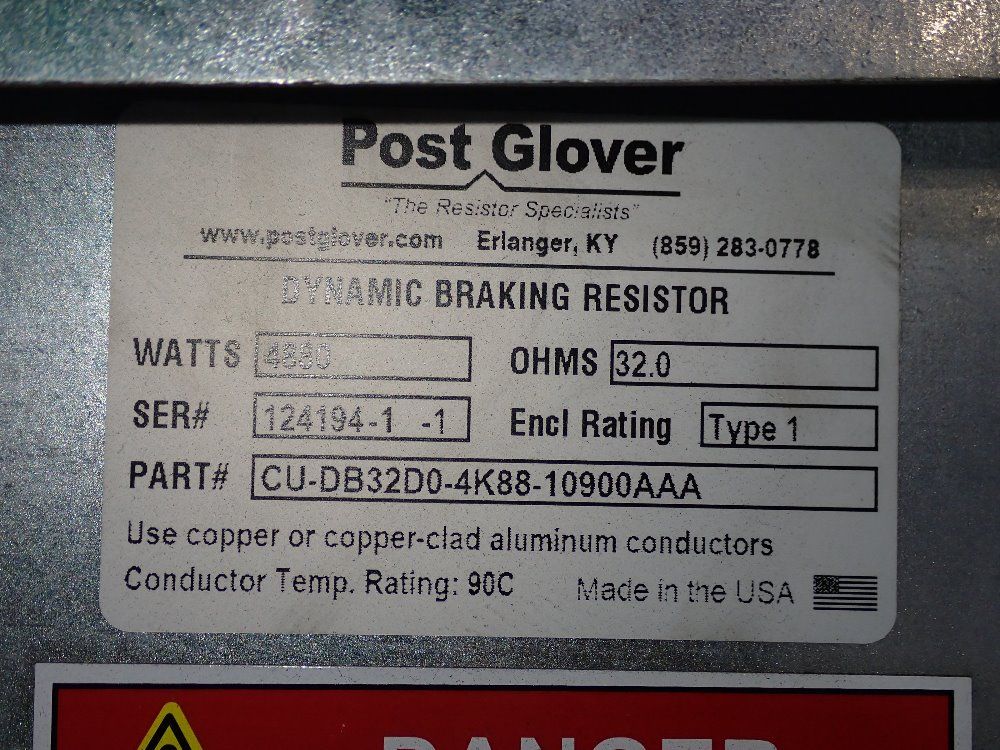 Post Glover
"The Resistor Specialists"
www.postglover.com Erlanger, KY (859) 283-0778
DYNAMIC BRAKING RESISTOR
WATTS 4880 OHMS 32.0
SER# 124194-1 -1 Encl Rating Type 1
PART# CU-DB32D0-4K88-10900AAA
Use copper or copper-clad aluminum conductors
Conductor Temp. Rating: 90C Made in the USA
DANGER